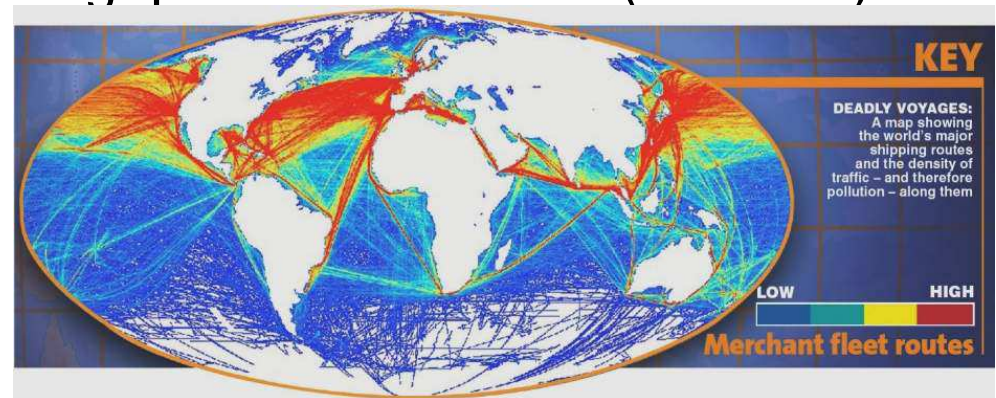 KEY
DEADLY VOYAGES:
A map showing
the world's major
shipping routes
and the density of
traffic – and therefore
pollution – along them
LOW HIGH
Merchant fleet routes